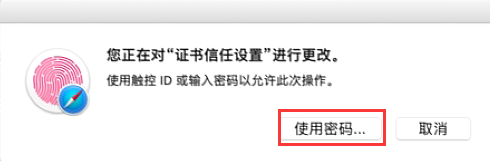 您正在对“证书信任设置”进行更改。
使用触控 ID 或输入密码以允许此次操作。
使用密码... 取消